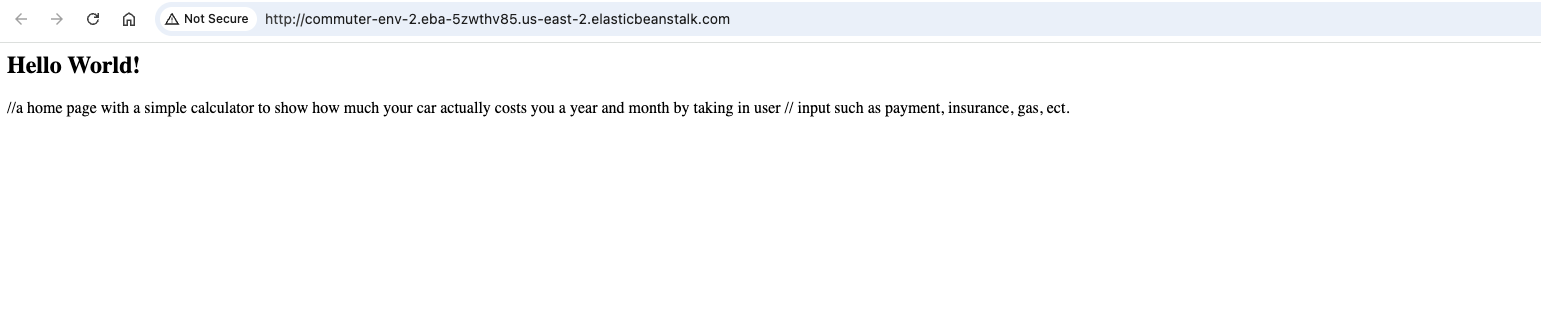 Not Secure http://commuter-env-2.eba-5zwthv85.us-east-2.elasticbeanstalk.com
Hello World!
//a home page with a simple calculator to show how much your car actually costs you a year and month by taking in user // input such as payment, insurance, gas, ect.